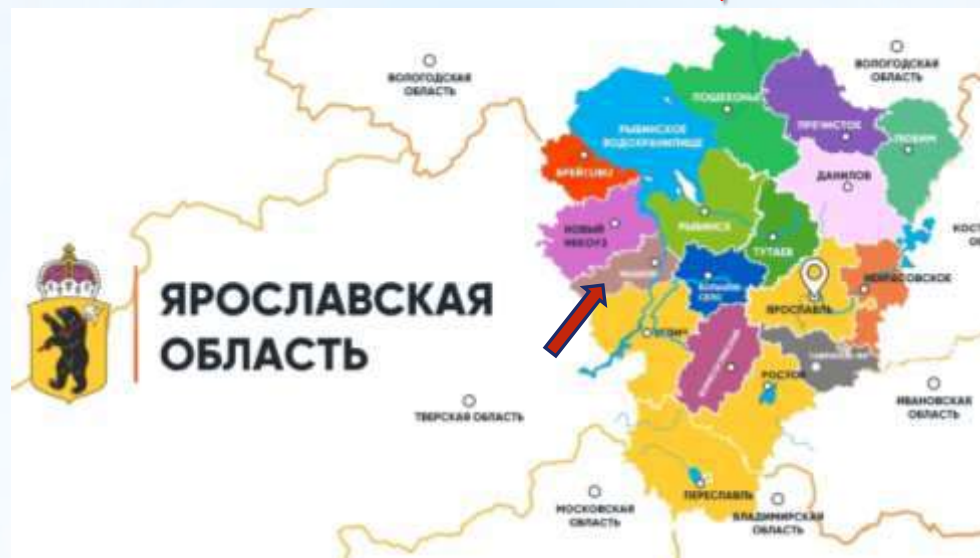 ВОЛОГОДСКАЯ
ОБЛАСТЬ
ВОЛОГОДСКАЯ
ОБЛАСТЬ
ПОШЕХОНЬЕ
ПРЕЧИСТОЕ
ЛЮБИМ
РЫБИНСКОЕ
ВОДОХРАНИЛИЩЕ
БРЕЙТОВО
ДАНИЛОВ
НОВЫЙ
НЕКОУЗ
РЫБИНСК
ТУТАЕВ
КОСТ
БОЛЬШОЕ
СЕЛО
НЕКРАСОВСКОЕ
ЯРОСЛАВЛЬ
УГЛИЧ
ЯРОСЛАВСКАЯ
ОБЛАСТЬ
РОСТОВ
ТВЕРСКАЯ ОБЛАСТЬ
ИВАНОВСКАЯ
ОБЛАСТЬ
ПЕРЕСЛАВЛЬ
МОСКОВСКАЯ
ОБЛАСТЬ
ВЛАДИМИРСКАЯ
ОБЛАСТЬ